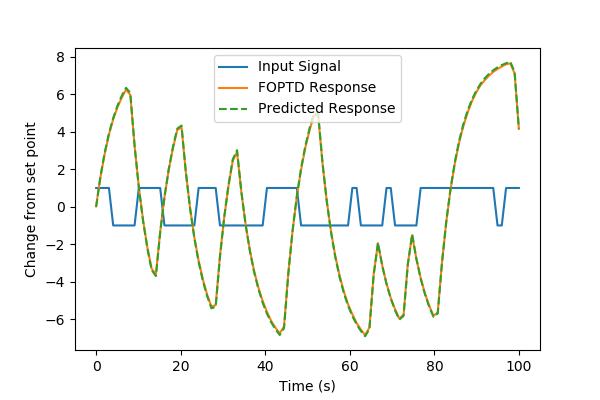 Input Signal
FOPTD Response
Predicted Response
Change from set point
8
6
4
2
0
−2
−4
−6
0 20 40 60 80 100
Time (s)